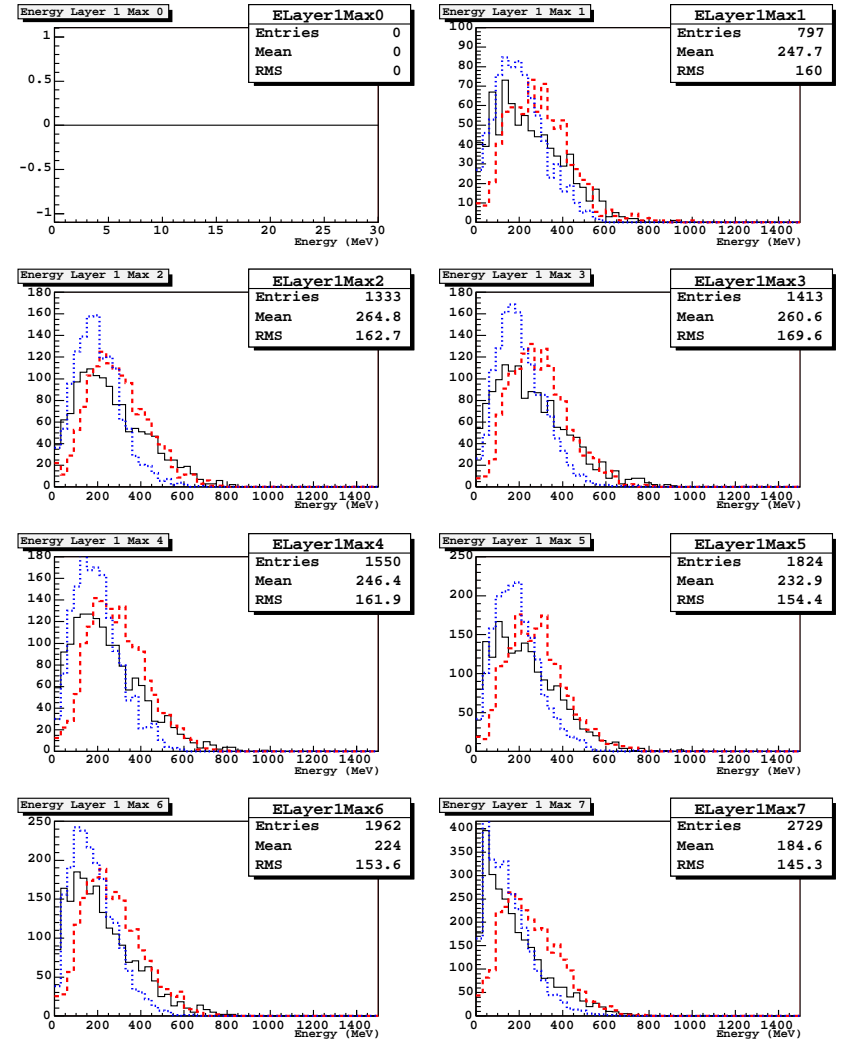 Energy Layer 1 Max 0
ELayer1Max0
Entries 0
Mean 0
RMS 0
1
0.5
0
-0.5
-1
0 5 10 15 20 25 30
Energy (MeV)
Energy Layer 1 Max 1
ELayer1Max1
Entries 797
Mean 247.7
RMS 160
100
90
80
70
60
50
40
30
20
10
0
0 200 400 600 800 1000 1200 1400
Energy (MeV)
Energy Layer 1 Max 2
ELayer1Max2
Entries 1333
Mean 264.8
RMS 162.7
180
160
140
120
100
80
60
40
20
0
0 200 400 600 800 1000 1200 1400
Energy (MeV)
Energy Layer 1 Max 3
ELayer1Max3
Entries 1413
Mean 260.6
RMS 169.6
180
160
140
120
100
80
60
40
20
0
0 200 400 600 800 1000 1200 1400
Energy (MeV)
Energy Layer 1 Max 4
ELayer1Max4
Entries 1550
Mean 246.4
RMS 161.9
180
160
140
120
100
80
60
40
20
0
0 200 400 600 800 1000 1200 1400
Energy (MeV)
Energy Layer 1 Max 5
ELayer1Max5
Entries 1824
Mean 232.9
RMS 154.4
250
200
150
100
50
0
0 200 400 600 800 1000 1200 1400
Energy (MeV)
Energy Layer 1 Max 6
ELayer1Max6
Entries 1962
Mean 224
RMS 153.6
250
200
150
100
50
0
0 200 400 600 800 1000 1200 1400
Energy (MeV)
Energy Layer 1 Max 7
ELayer1Max7
Entries 2729
Mean 184.6
RMS 145.3
400
350
300
250
200
150
100
50
0
0 200 400 600 800 1000 1200 1400
Energy (MeV)